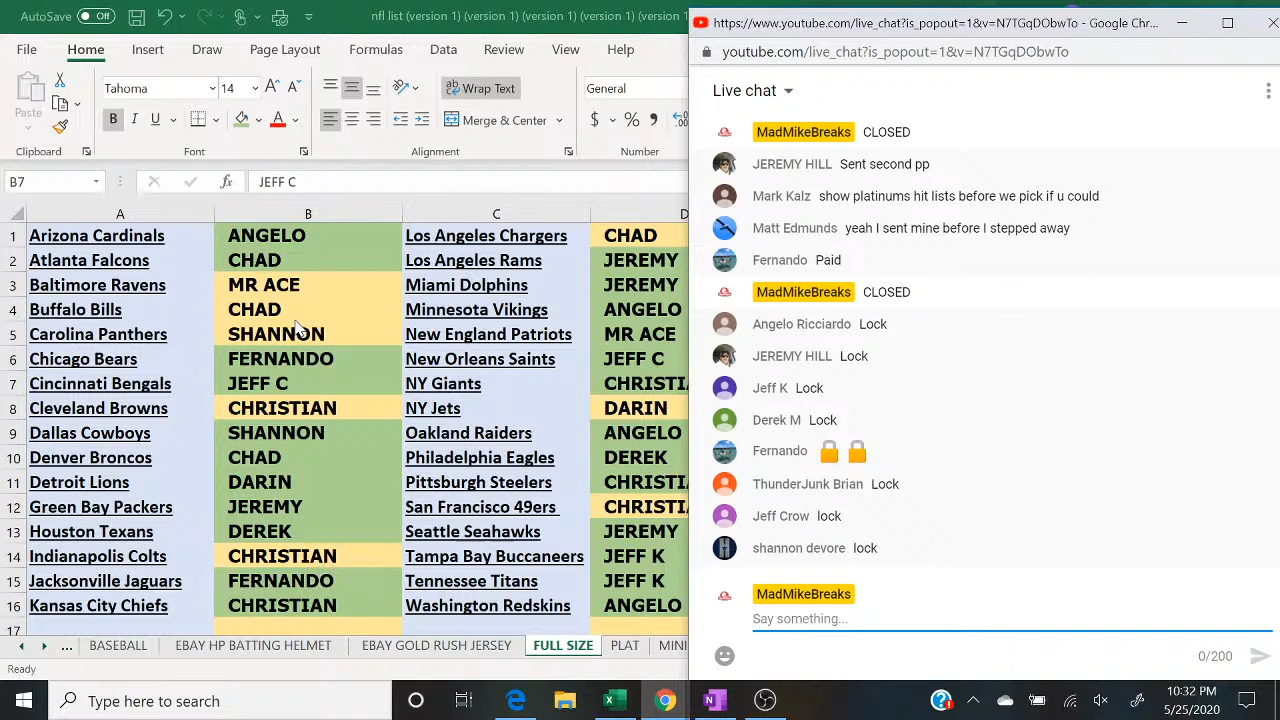 AutoSave Off nfl list (version 1) (version 1) (version 1) (version 1)
https://www.youtube.com/live_chat?is_popout=1&v=N7TGqDObwTo - Google Chr...
youtube.com/live_chat?is_popout=1&v=N7TGqDObwTo
File Home Insert Draw Page Layout Formulas Data Review View Help
Paste
Tahoma 14
Wrap Text
General
B I U
Merge & Center
$ % ,
Clipboard Font Alignment Number
B7 fx JEFF C
A B C D
1 Arizona Cardinals ANGELO Los Angeles Chargers CHAD
2 Atlanta Falcons CHAD Los Angeles Rams JEREMY
3 Baltimore Ravens MR ACE Miami Dolphins JEREMY
4 Buffalo Bills CHAD Minnesota Vikings ANGELO
5 Carolina Panthers SHANNON New England Patriots MR ACE
6 Chicago Bears FERNANDO New Orleans Saints JEFF C
7 Cincinnati Bengals JEFF C NY Giants CHRISTIA
8 Cleveland Browns CHRISTIAN NY Jets DARIN
9 Dallas Cowboys SHANNON Oakland Raiders ANGELO
10 Denver Broncos CHAD Philadelphia Eagles DEREK
11 Detroit Lions DARIN Pittsburgh Steelers CHRISTIA
12 Green Bay Packers JEREMY San Francisco 49ers CHRISTIA
13 Houston Texans DEREK Seattle Seahawks JEREMY
14 Indianapolis Colts CHRISTIAN Tampa Bay Buccaneers JEFF K
15 Jacksonville Jaguars FERNANDO Tennessee Titans JEFF K
16 Kansas City Chiefs CHRISTIAN Washington Redskins ANGELO
17
... BASEBALL EBAY HP BATTING HELMET EBAY GOLD RUSH JERSEY FULL SIZE PLAT MINI
Ready
Live chat
MadMikeBreaks CLOSED
JEREMY HILL Sent second pp
Mark Kalz show platinums hit lists before we pick if u could
Matt Edmunds yeah I sent mine before I stepped away
Fernando Paid
MadMikeBreaks CLOSED
Angelo Ricciardo Lock
JEREMY HILL Lock
Jeff K Lock
Derek M Lock
Fernando 🔒 🔒
ThunderJunk Brian Lock
Jeff Crow lock
shannon devore lock
MadMikeBreaks
Say something...
0/200
Type here to search
10:32 PM
5/25/2020